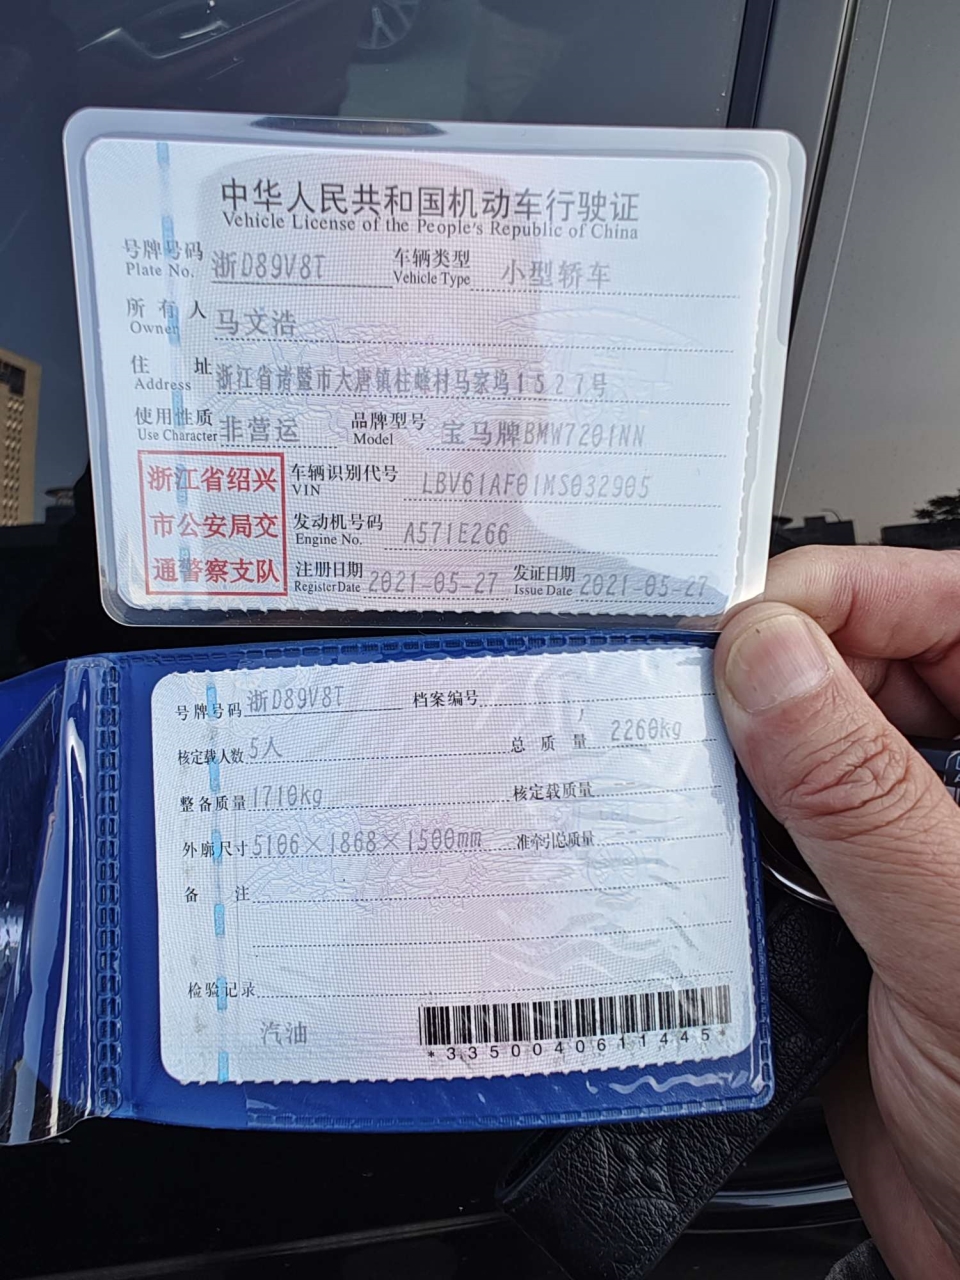 中华人民共和国机动车行驶证
Vehicle License of the People's Republic of China
号牌号码 浙D89V8T 车辆类型 小型轿车
Plate No. Vehicle Type
所有人 马文浩
Owner
住址 浙江省诸暨市大唐镇柱峰村马家坞1527号
Address
使用性质 非营运 品牌型号 宝马牌BMW7201NN
Use Character Model
浙江省绍兴
市公安局交
通警察支队
车辆识别代号 LBV61AF01MS032905
VIN
发动机号码 A571E266
Engine No.
注册日期 2021-05-27 发证日期 2021-05-27
Register Date Issue Date
号牌号码 浙D89V8T 档案编号
核定载人数 5人 总质量 2260kg
整备质量 1710kg 核定载质量
外廓尺寸 5106×1868×1500mm 准牵引总质量
备注
检验记录
汽油
*3350040611445*